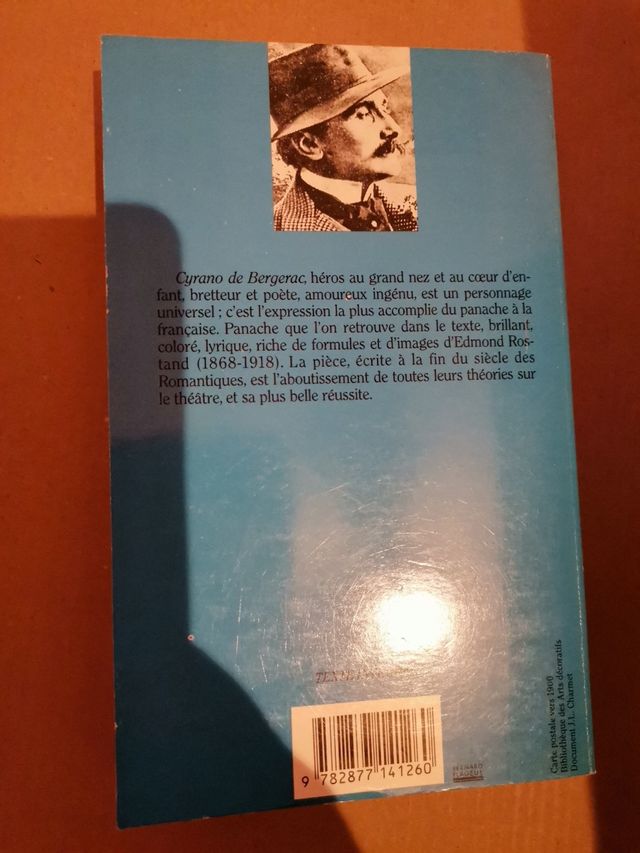 Cyrano de Bergerac, héros au grand nez et au cœur d'en-
fant, bretteur et poète, amoureux ingénu, est un personnage
universel ; c'est l'expression la plus accomplie du panache à la
française. Panache que l'on retrouve dans le texte, brillant,
coloré, lyrique, riche de formules et d'images d'Edmond Ros-
tand (1868-1918). La pièce, écrite à la fin du siècle des
Romantiques, est l'aboutissement de toutes leurs théories sur
le théâtre, et sa plus belle réussite.
9 782877 141260
Carte postale vers 1900
Bibliothèque des Arts décoratifs
Document J.L. Charmet